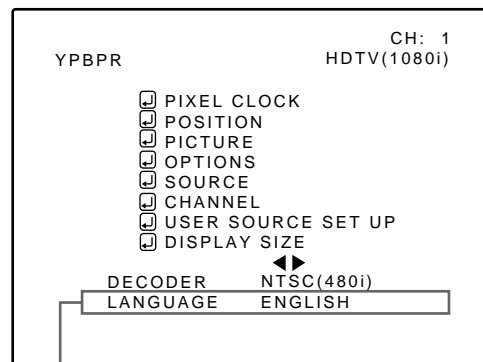 CH: 1
YPBPR HDTV(1080i)
PIXEL CLOCK
POSITION
PICTURE
OPTIONS
SOURCE
CHANNEL
USER SOURCE SET UP
DISPLAY SIZE
DECODER NTSC(480i)
LANGUAGE ENGLISH